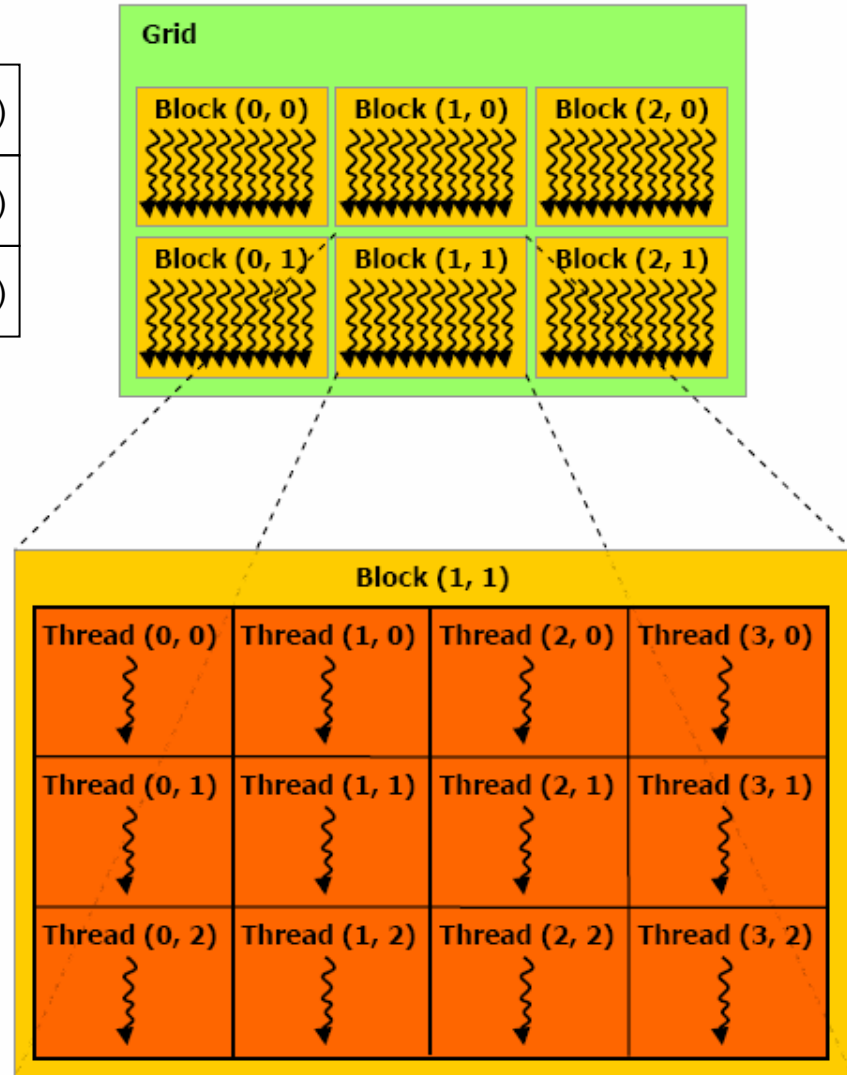 Grid
)
Block (0, 0) Block (1, 0) Block (2, 0)
)
Block (0, 1) Block (1, 1) Block (2, 1)
)
Block (1, 1)
Thread (0, 0) Thread (1, 0) Thread (2, 0) Thread (3, 0)
Thread (0, 1) Thread (1, 1) Thread (2, 1) Thread (3, 1)
Thread (0, 2) Thread (1, 2) Thread (2, 2) Thread (3, 2)